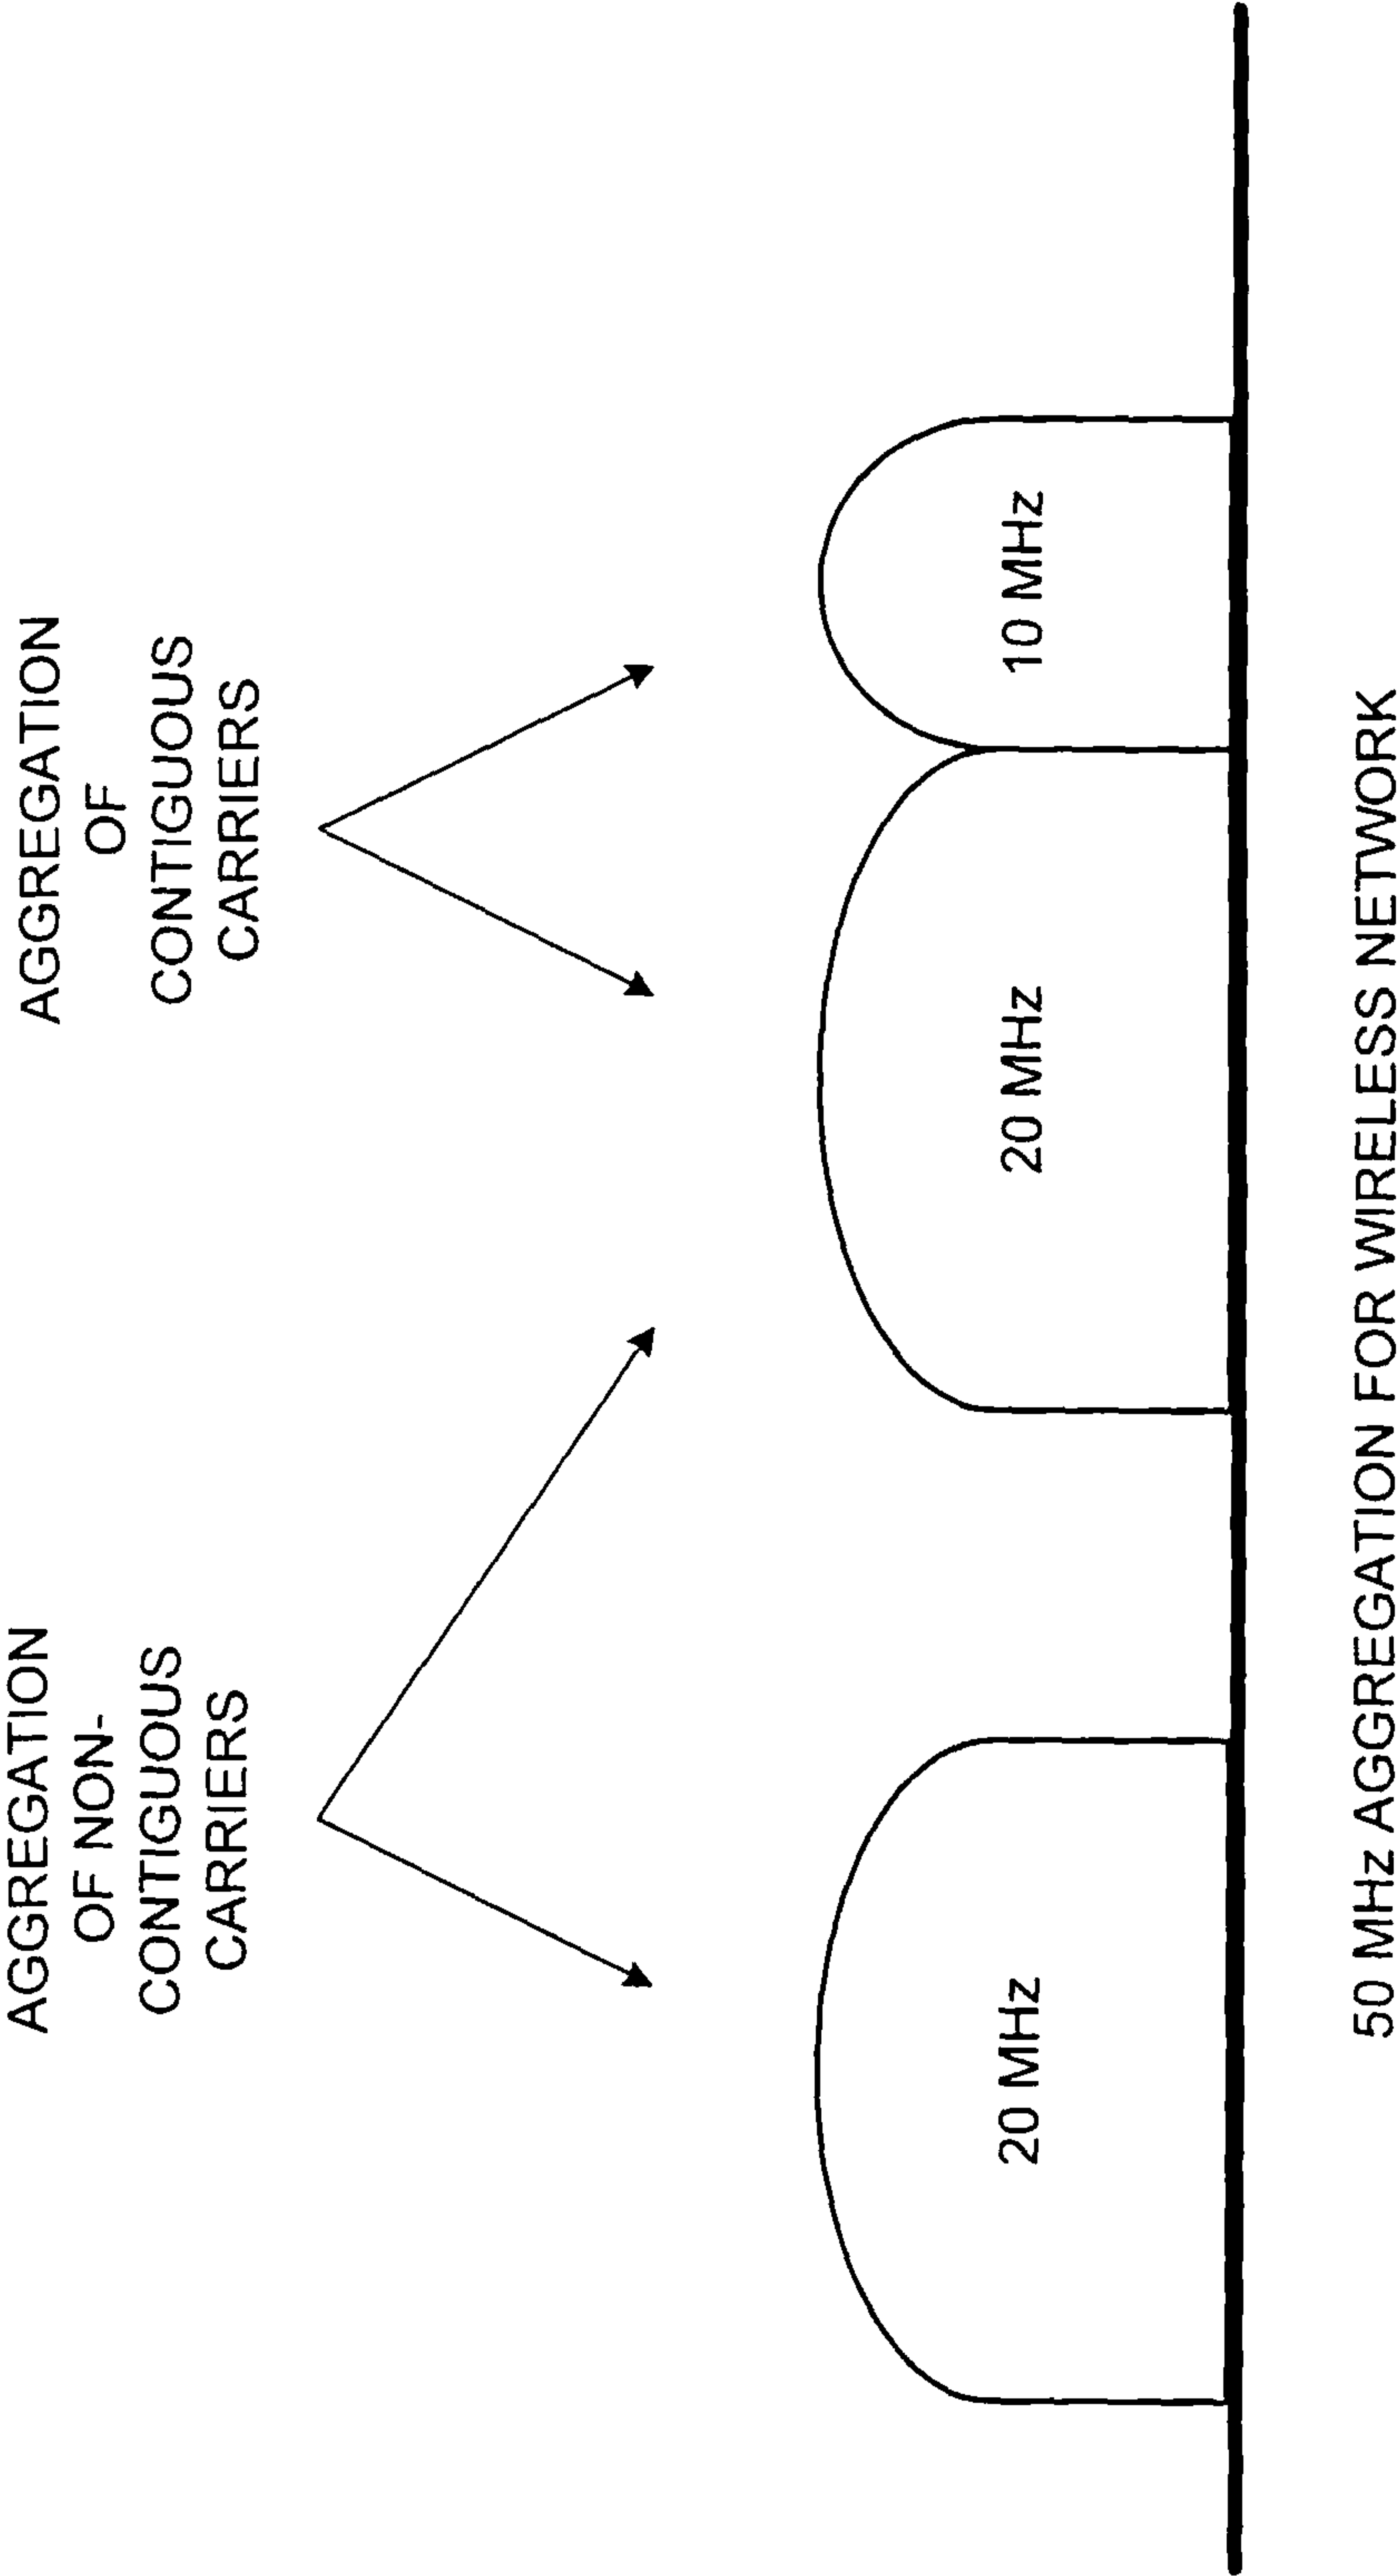 AGGREGATION
OF NON-
CONTIGUOUS
CARRIERS
AGGREGATION
OF
CONTIGUOUS
CARRIERS
20 MHz
20 MHz
10 MHz
50 MHz AGGREGATION FOR WIRELESS NETWORK